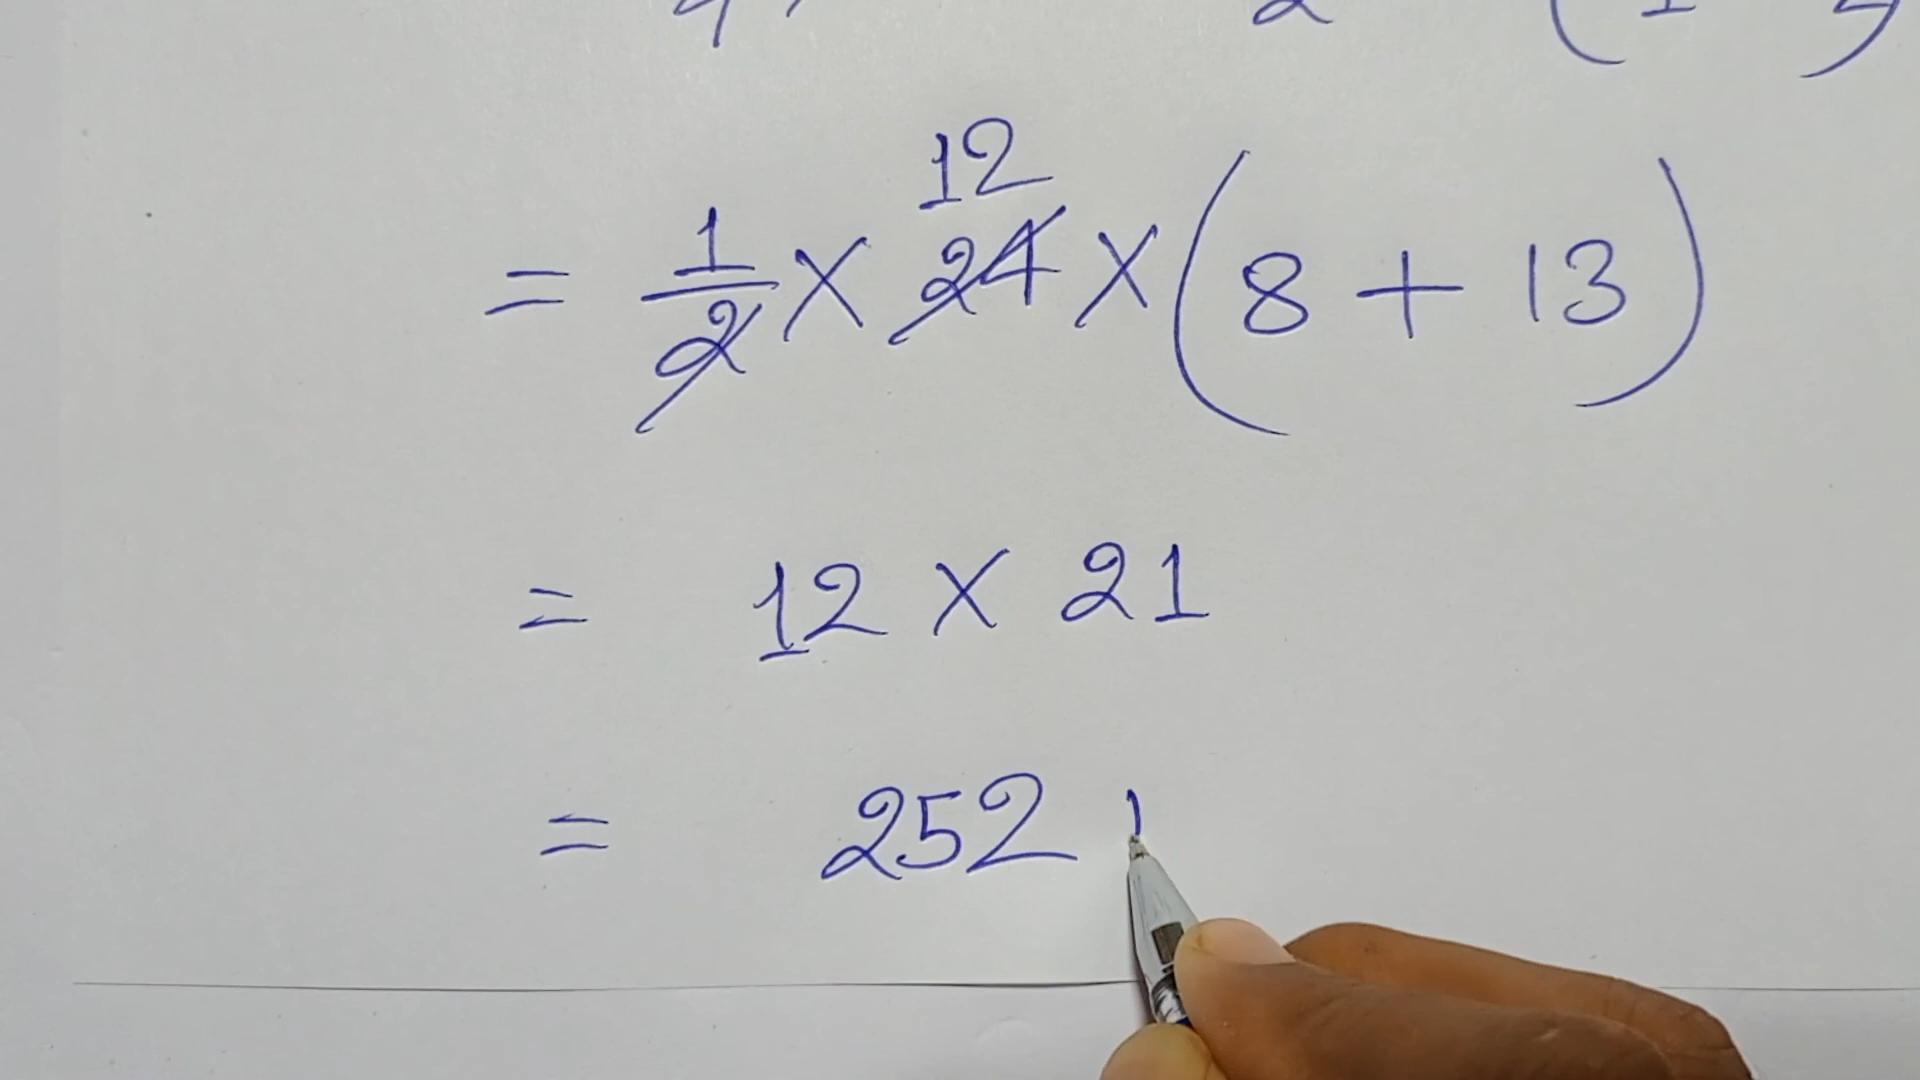 12
= 1/2 × 24 × (8 + 13)
= 12 × 21
= 252